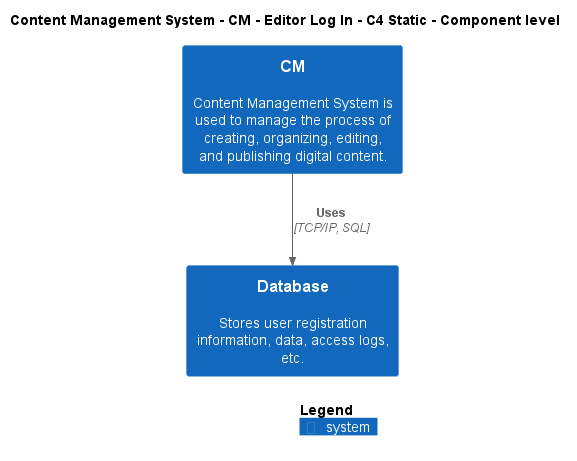 Content Management System - CM - Editor Log In - C4 Static - Component level
CM
Content Management System is
used to manage the process of
creating, organizing, editing,
and publishing digital content.
Uses
[TCP/IP, SQL]
Database
Stores user registration
information, data, access logs,
etc.
Legend
system